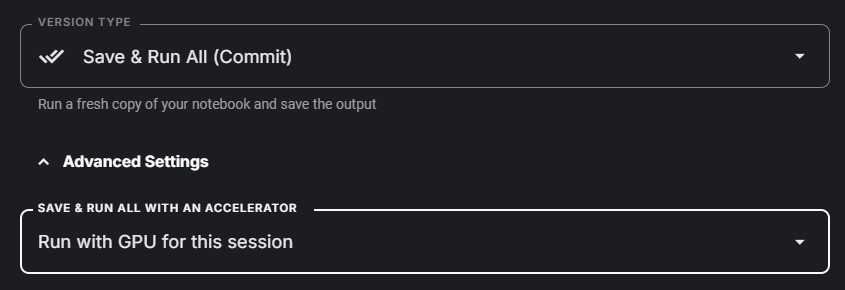 VERSION TYPE
Save & Run All (Commit)
Run a fresh copy of your notebook and save the output
Advanced Settings
SAVE & RUN ALL WITH AN ACCELERATOR
Run with GPU for this session